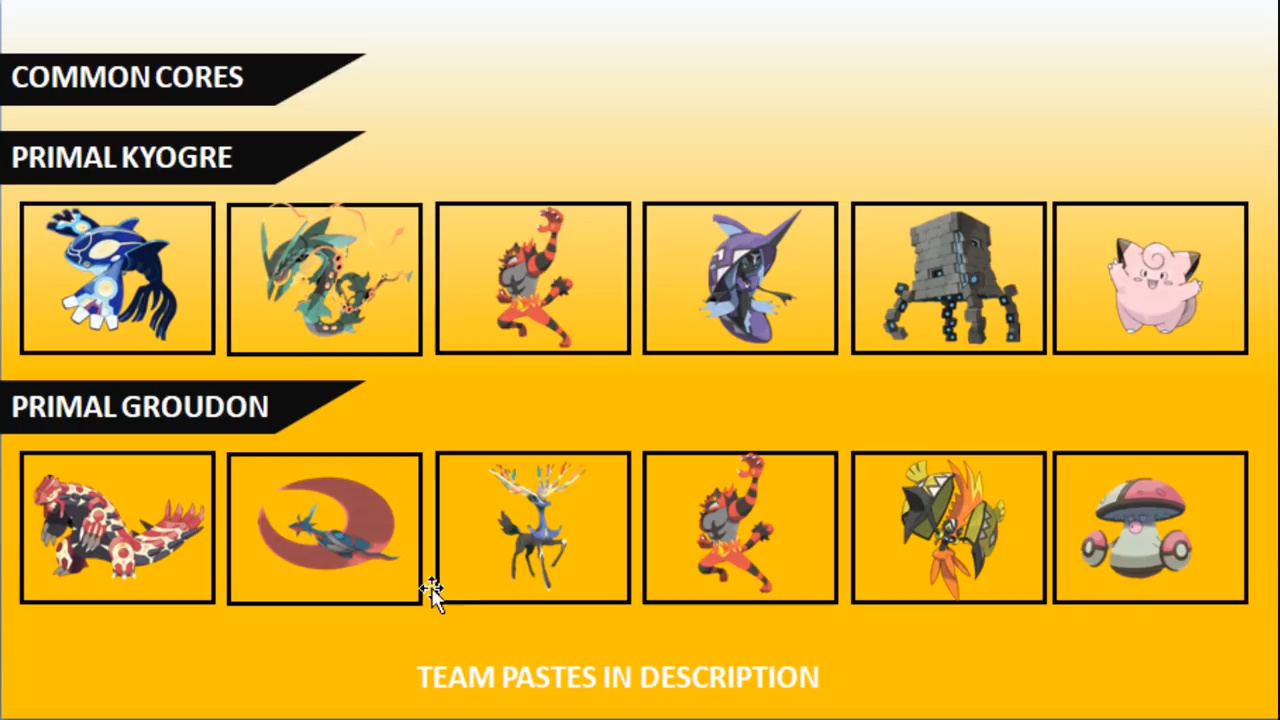 COMMON CORES
PRIMAL KYOGRE
PRIMAL GROUDON
TEAM PASTES IN DESCRIPTION